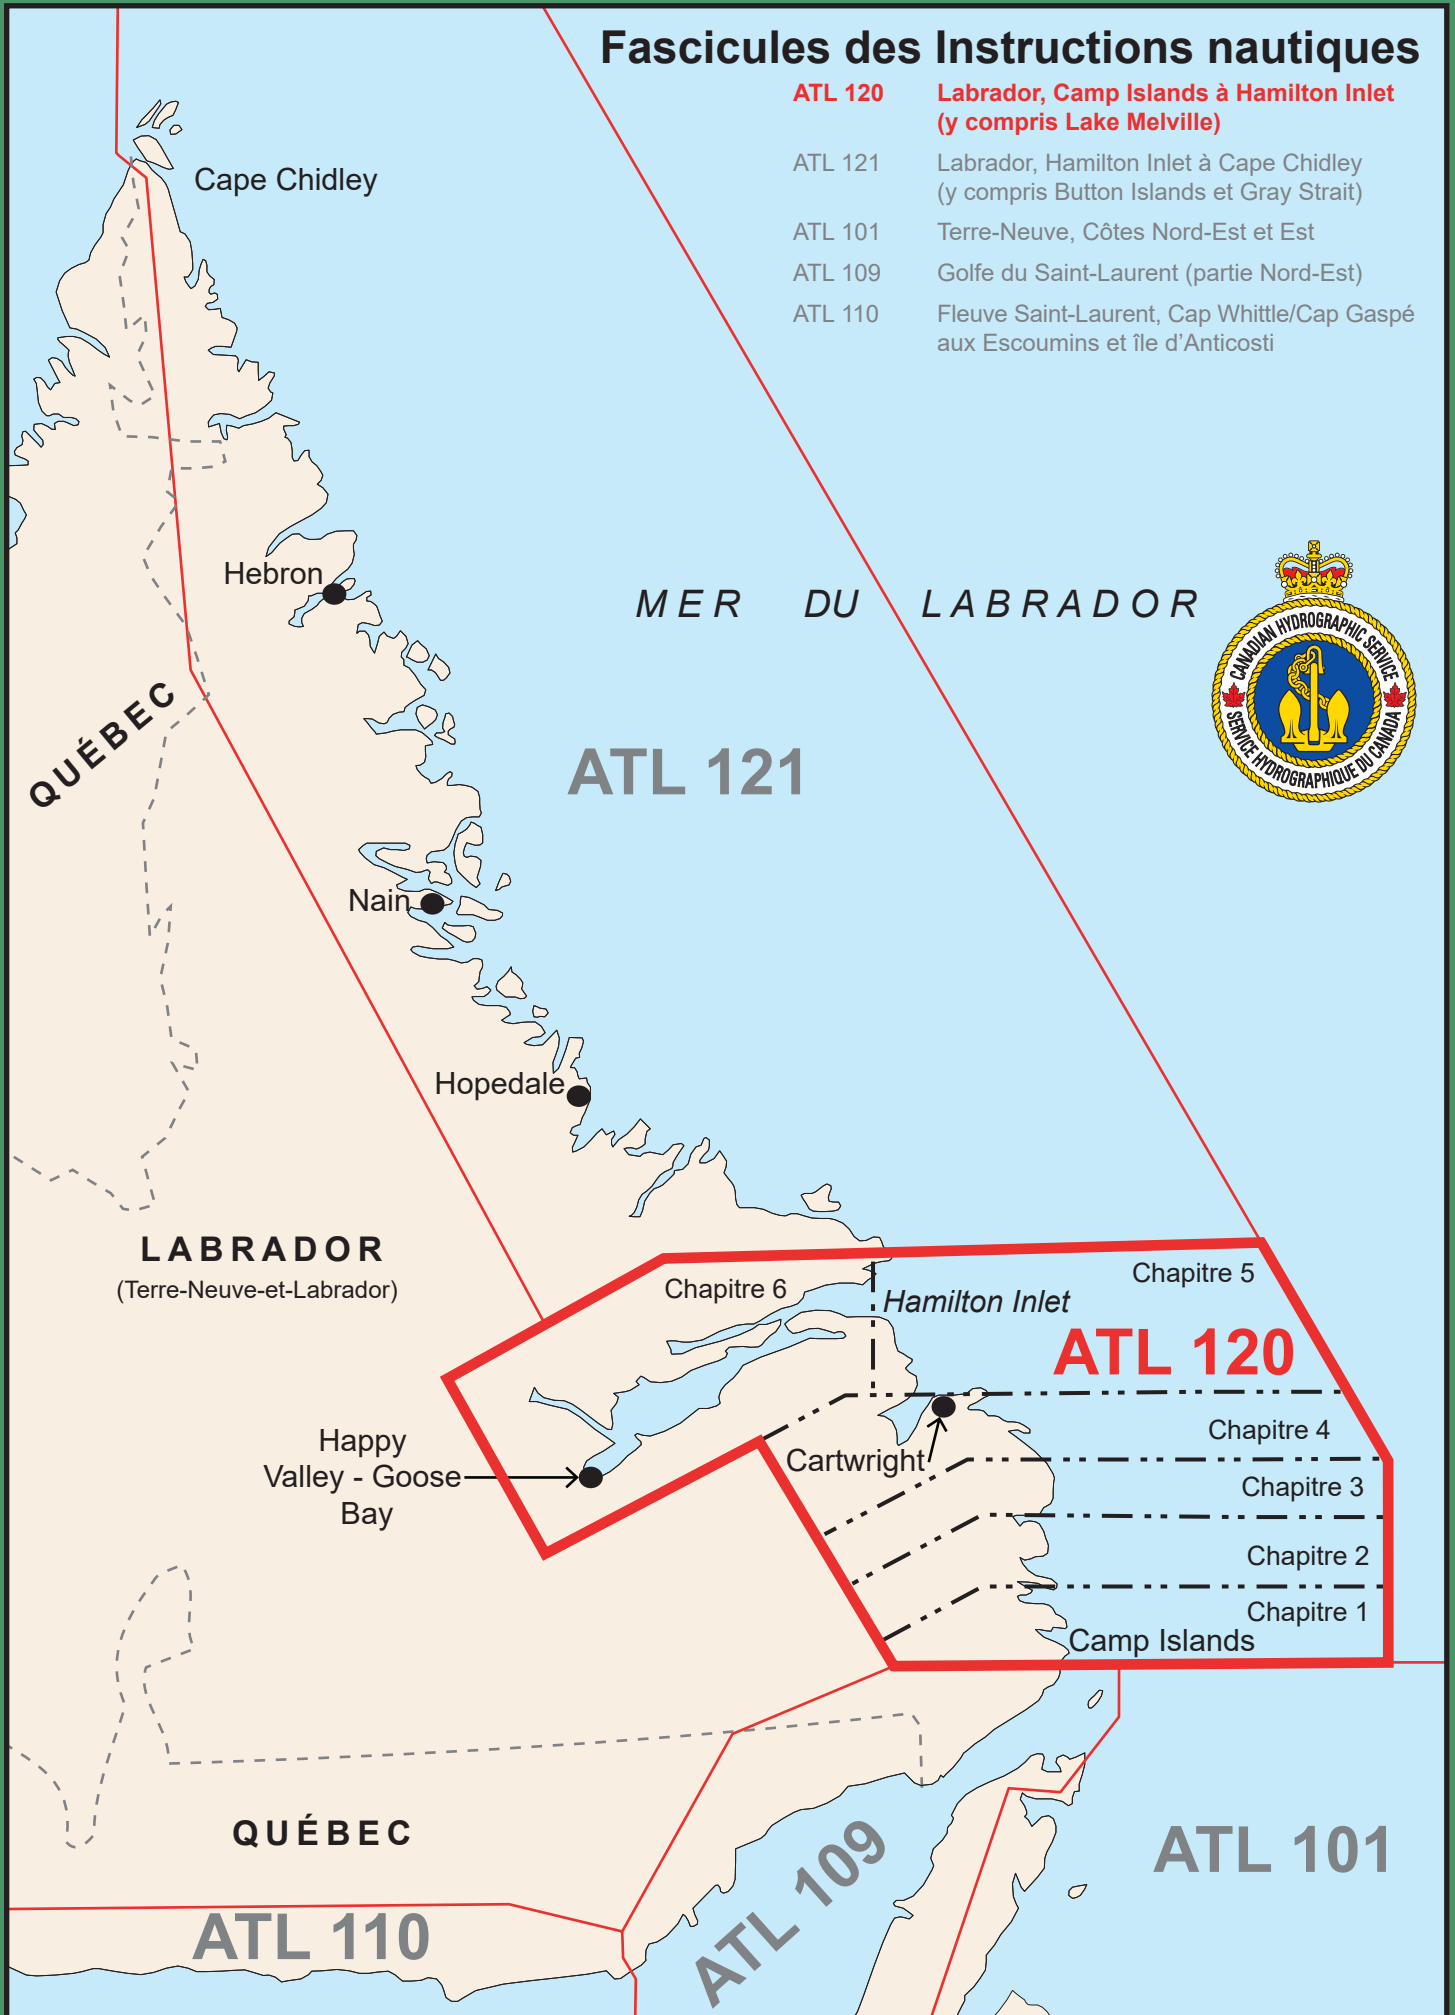 Fascicules des Instructions nautiques
ATL 120 Labrador, Camp Islands à Hamilton Inlet
(y compris Lake Melville)
ATL 121 Labrador, Hamilton Inlet à Cape Chidley
(y compris Button Islands et Gray Strait)
ATL 101 Terre-Neuve, Côtes Nord-Est et Est
ATL 109 Golfe du Saint-Laurent (partie Nord-Est)
ATL 110 Fleuve Saint-Laurent, Cap Whittle/Cap Gaspé
aux Escoumins et île d’Anticosti
Cape Chidley
Hebron
MER DU LABRADOR
CANADIAN HYDROGRAPHIC SERVICE
SERVICE HYDROGRAPHIQUE DU CANADA
QUÉBEC
ATL 121
Nain
Hopedale
LABRADOR
(Terre-Neuve-et-Labrador)
Chapitre 6
Chapitre 5
Hamilton Inlet
ATL 120
Happy
Valley - Goose
Bay
Cartwright
Chapitre 4
Chapitre 3
Chapitre 2
Chapitre 1
Camp Islands
QUÉBEC
ATL 109
ATL 101
ATL 110